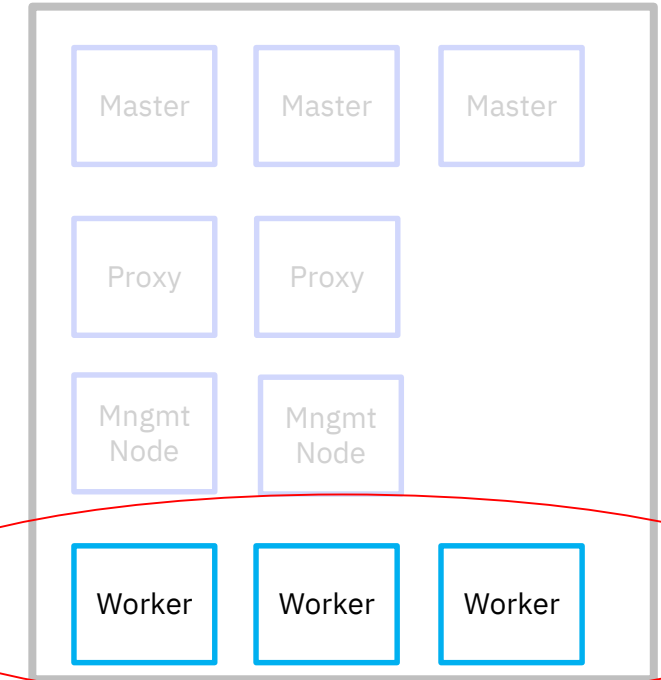 Master Master Master
Proxy Proxy
Mngmt
Node
Mngmt
Node
Worker Worker Worker